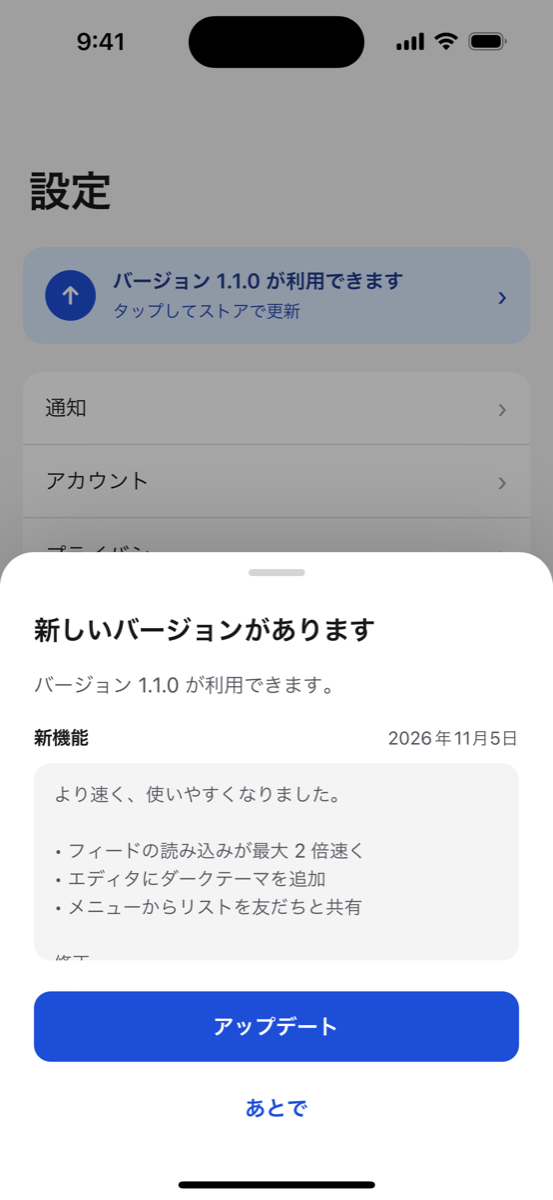 9:41
設定
バージョン 1.1.0 が利用できます
タップしてストアで更新
通知
アカウント
新しいバージョンがあります
バージョン 1.1.0 が利用できます。
新機能
2026年11月5日
より速く、使いやすくなりました。
• フィードの読み込みが最大 2 倍速く
• エディタにダークテーマを追加
• メニューからリストを友だちと共有
アップデート
あとで